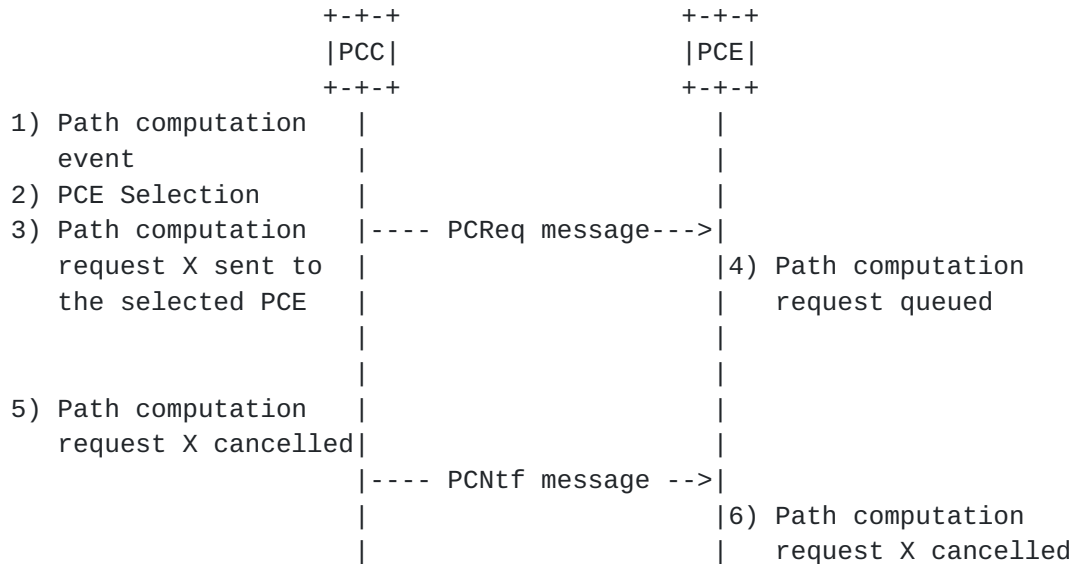 +-+-+                  +-+-+
                    |PCC|                  |PCE|
                    +-+-+                  +-+-+
1) Path computation   |                      |
   event              |                      |
2) PCE Selection      |                      |
3) Path computation   |---- PCReq message--->|
   request X sent to  |                      |4) Path computation
   the selected PCE   |                      |   request queued
                      |                      |
                      |                      |
5) Path computation   |                      |
   request X cancelled|                      |
                      |---- PCNtf message -->|
                      |                      |6) Path computation
                      |                      |   request X cancelled